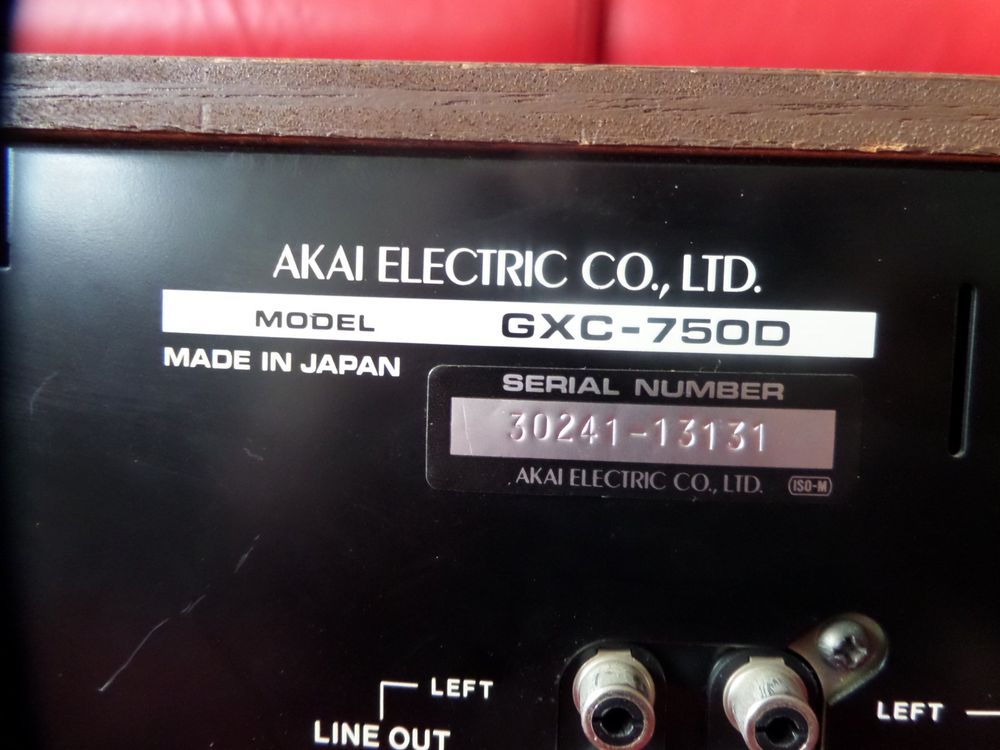 AKAI ELECTRIC CO., LTD.
MODEL GXC-750D
MADE IN JAPAN
SERIAL NUMBER
30241-13131
AKAI ELECTRIC CO., LTD. ISO-M
LEFT
LINE OUT
LEFT